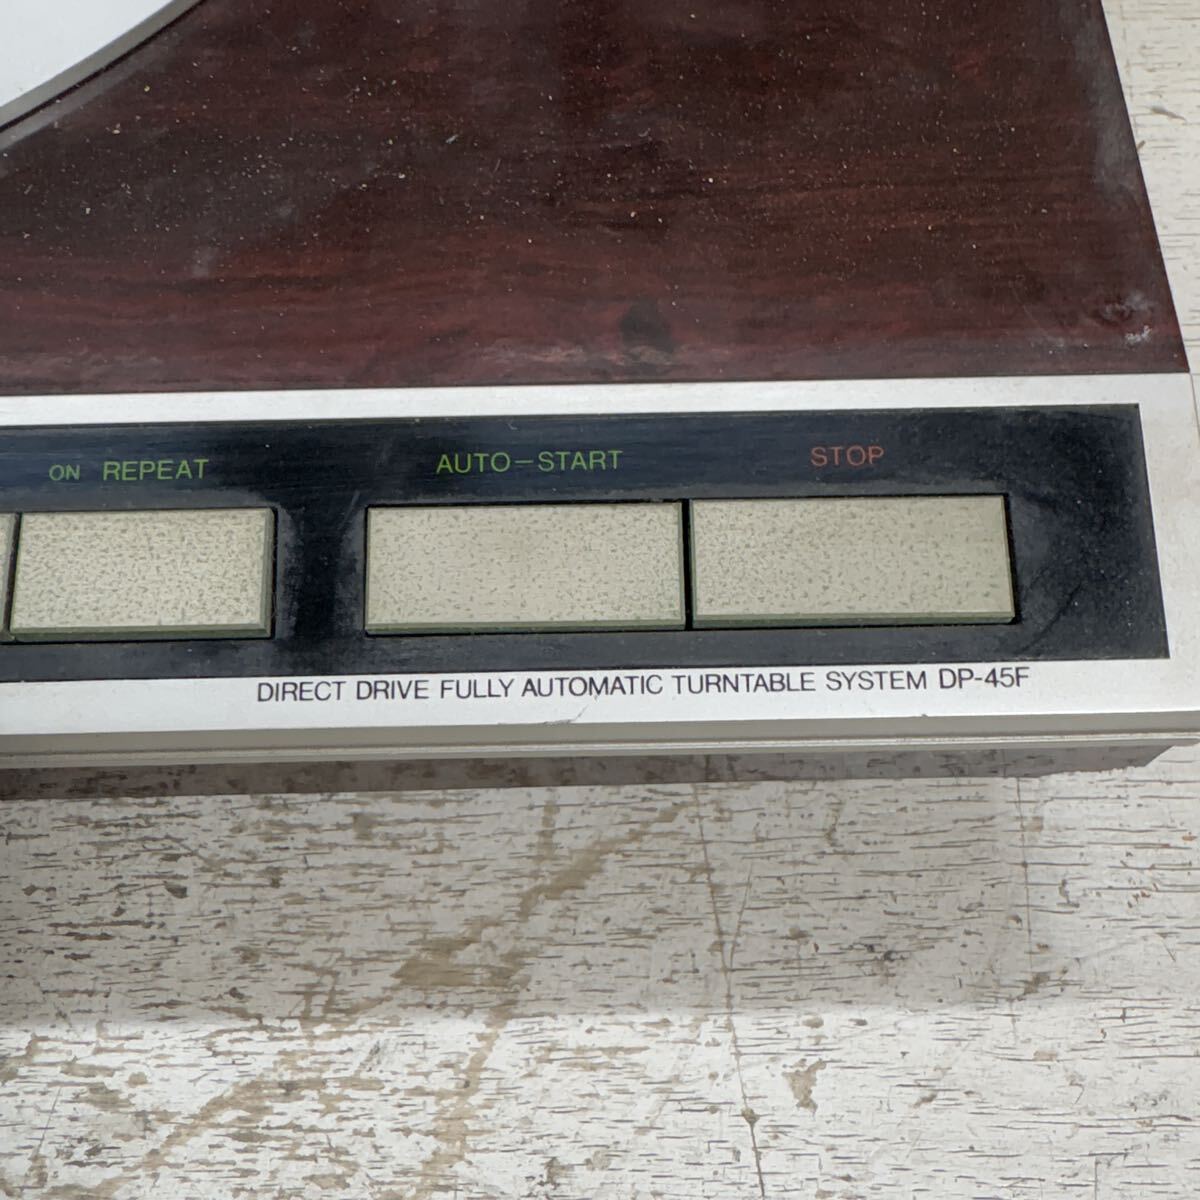 ON REPEAT AUTO-START STOP
DIRECT DRIVE FULLY AUTOMATIC TURNTABLE SYSTEM DP-45F